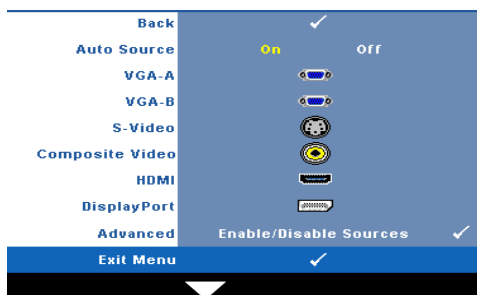 Back
Auto Source On Off
VGA-A
VGA-B
S-Video
Composite Video
HDMI
DisplayPort
Advanced Enable/Disable Sources
Exit Menu